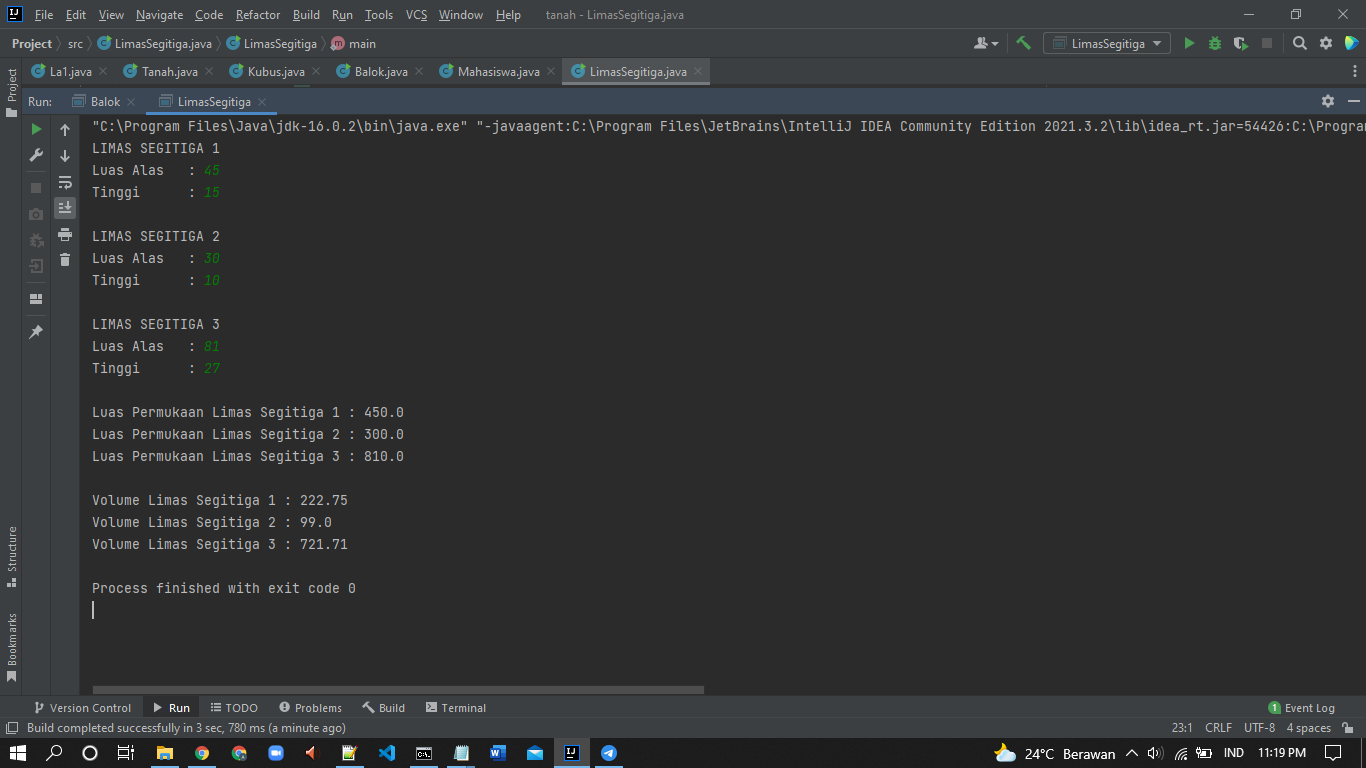 File Edit View Navigate Code Refactor Build Run Tools VCS Window Help tanah - LimasSegitiga.java
Project src LimasSegitiga.java LimasSegitiga main LimasSegitiga
La1.java Tanah.java Kubus.java Balok.java Mahasiswa.java LimasSegitiga.java
Project
Run: Balok LimasSegitiga
"C:\Program Files\Java\jdk-16.0.2\bin\java.exe" "-javaagent:C:\Program Files\JetBrains\IntelliJ IDEA Community Edition 2021.3.2\lib\idea_rt.jar=54426:C:\Program
LIMAS SEGITIGA 1
Luas Alas : 45
Tinggi : 15
LIMAS SEGITIGA 2
Luas Alas : 30
Tinggi : 10
LIMAS SEGITIGA 3
Luas Alas : 81
Tinggi : 27
Luas Permukaan Limas Segitiga 1 : 450.0
Luas Permukaan Limas Segitiga 2 : 300.0
Luas Permukaan Limas Segitiga 3 : 810.0
Volume Limas Segitiga 1 : 222.75
Volume Limas Segitiga 2 : 99.0
Volume Limas Segitiga 3 : 721.71
Process finished with exit code 0
Structure
Bookmarks
Version Control Run TODO Problems Build Terminal 1 Event Log
Build completed successfully in 3 sec, 780 ms (a minute ago) 23:1 CRLF UTF-8 4 spaces
24°C Berawan IND 11:19 PM